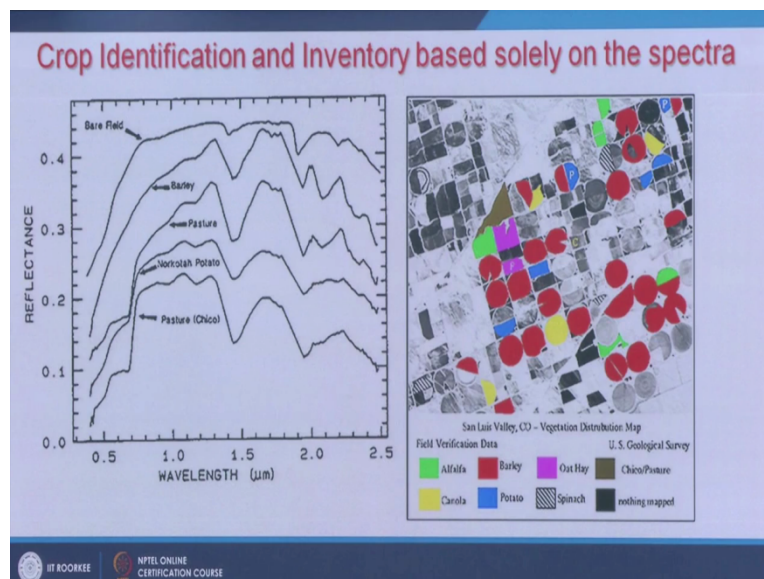 Crop Identification and Inventory based solely on the spectra
Bare Field
Barley
Pasture
Norkotah Potato
Pasture (Chico)
REFLECTANCE
0.4
0.3
0.2
0.1
0.0
0.5
1.0
1.5
2.0
2.5
WAVELENGTH (μm)
P
P
San Luis Valley, CO - Vegetation Distrubution Map
Field Verification Data
U. S. Geological Survey
Alfalfa
Barley
Oat Hay
Chico/Pasture
Canola
Potato
Spinach
nothing mapped
IIT ROORKEE
NPTEL ONLINE
CERTIFICATION COURSE